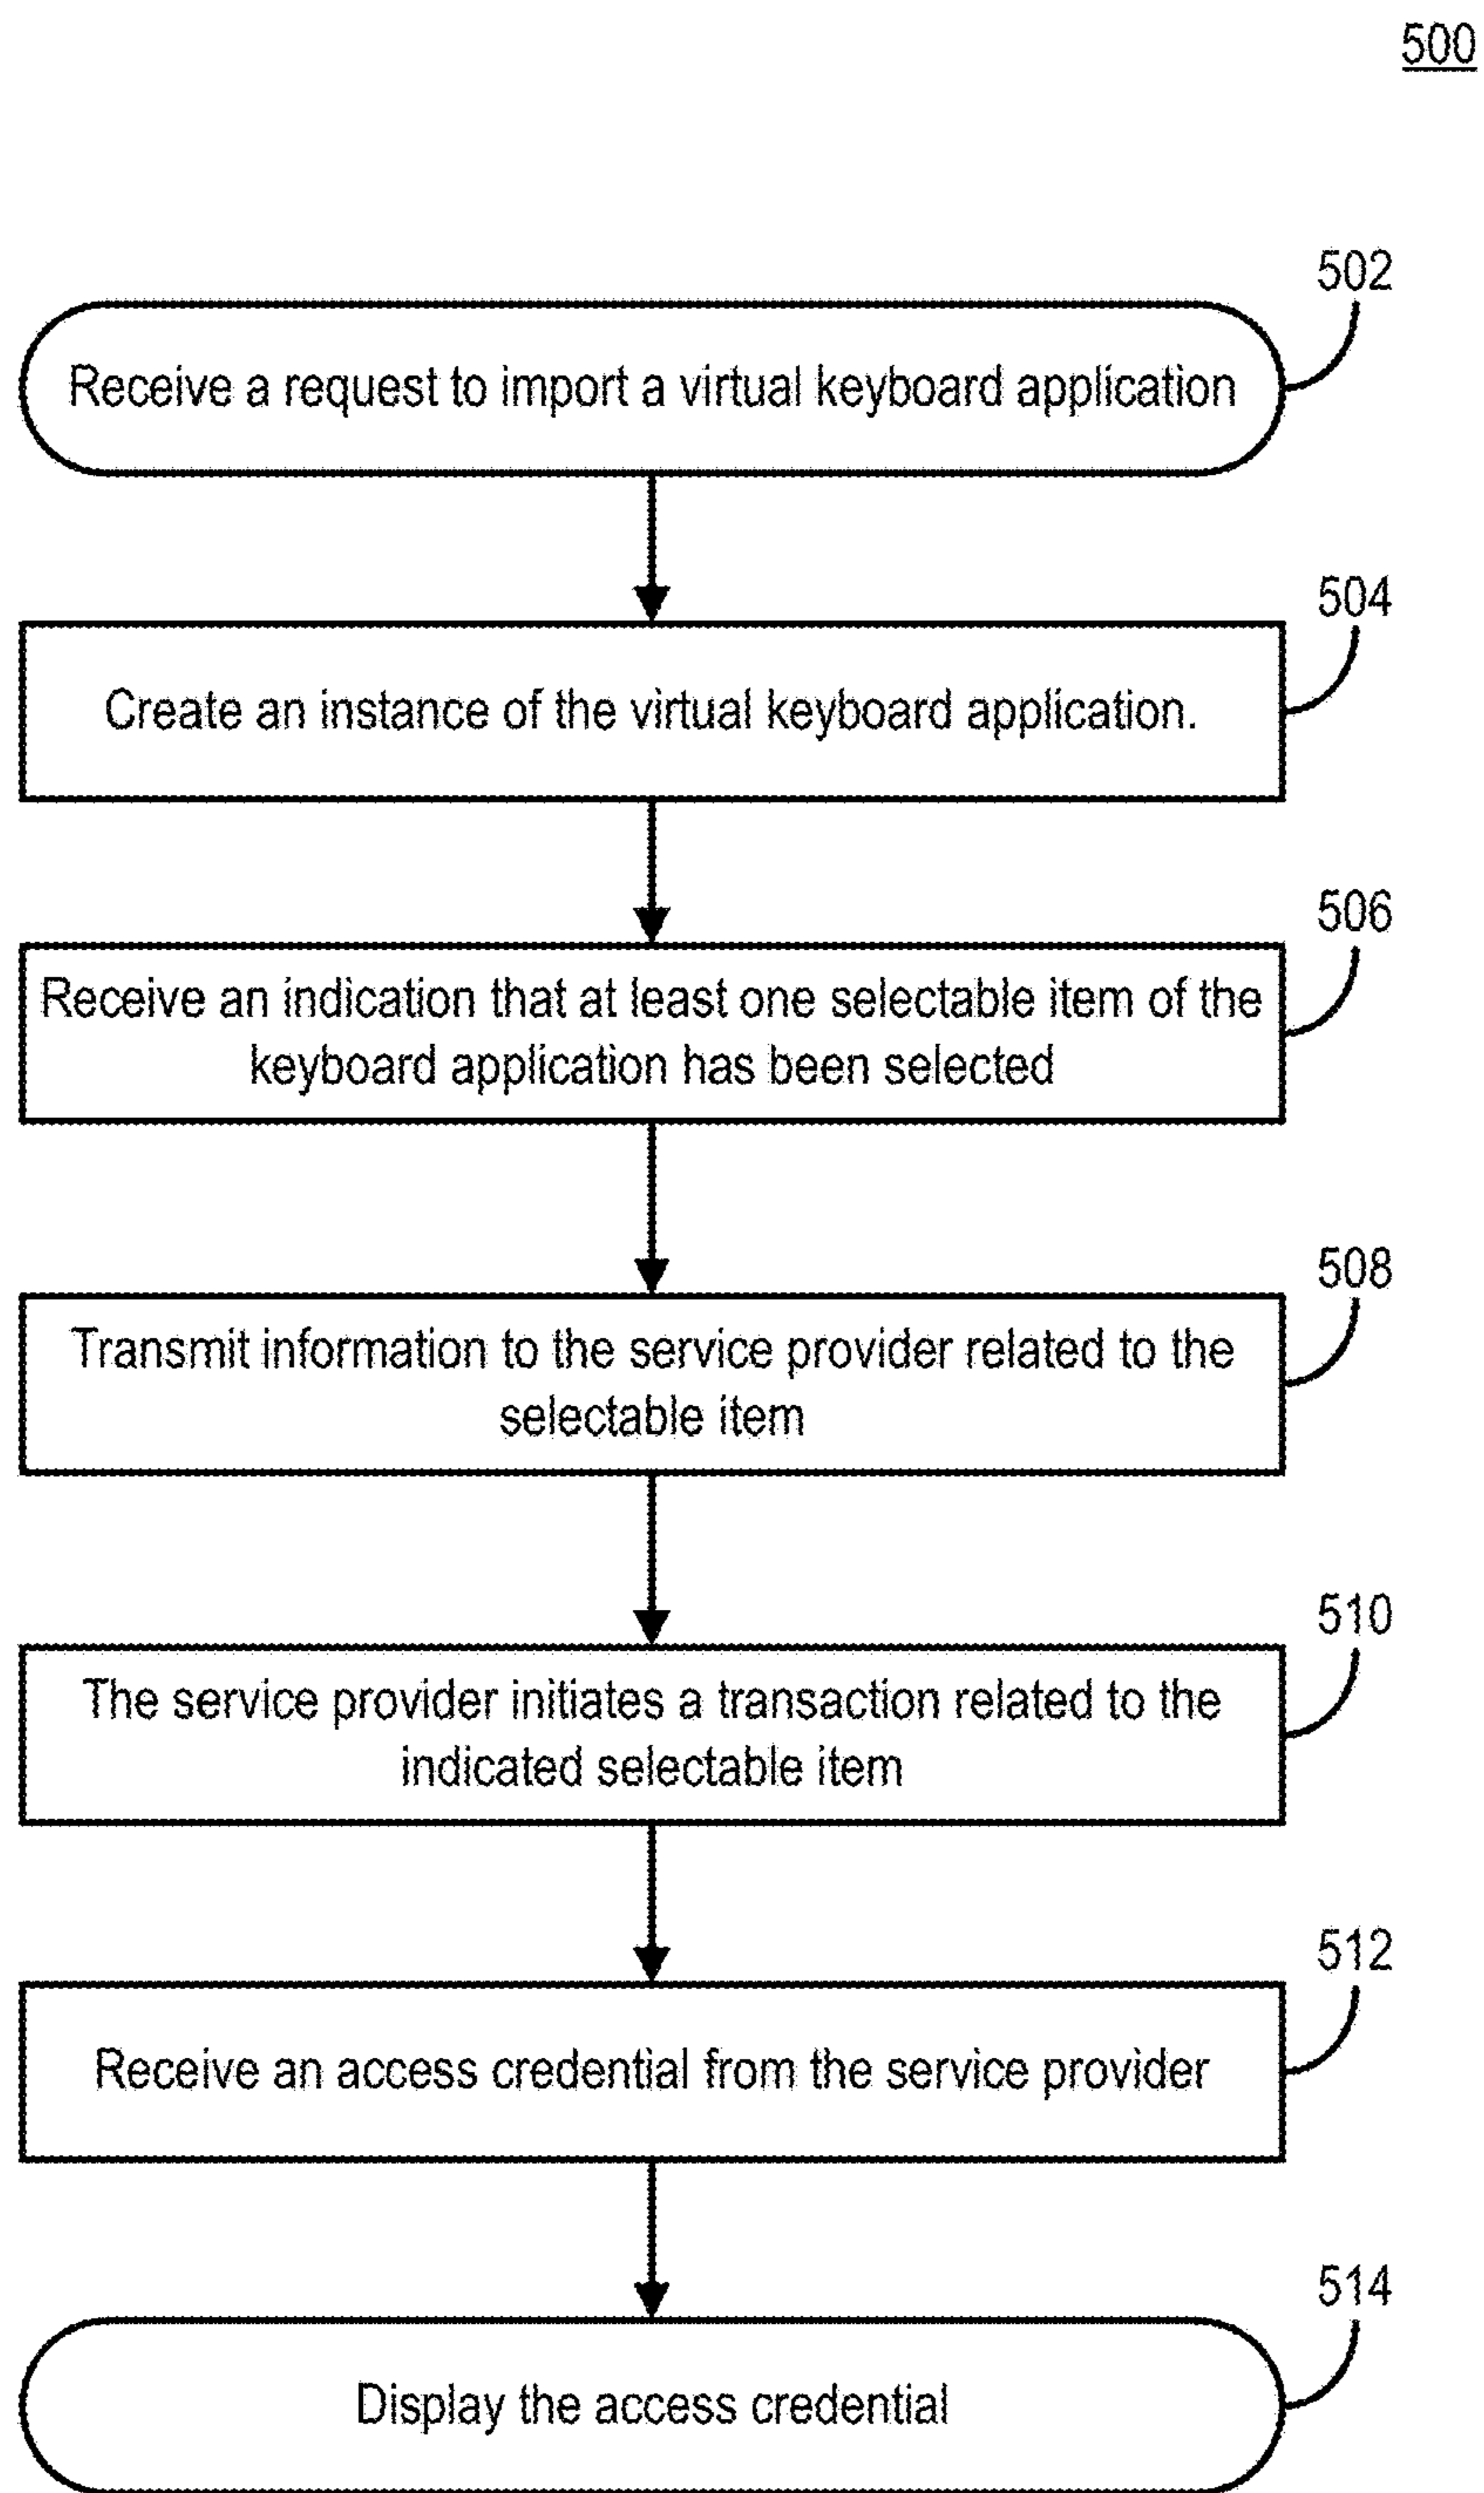 500
502
Receive a request to import a virtual keyboard application
504
Create an instance of the virtual keyboard application.
506
Receive an indication that at least one selectable item of the
keyboard application has been selected
508
Transmit information to the service provider related to the
selectable item
510
The service provider initiates a transaction related to the
indicated selectable item
512
Receive an access credential from the service provider
514
Display the access credential